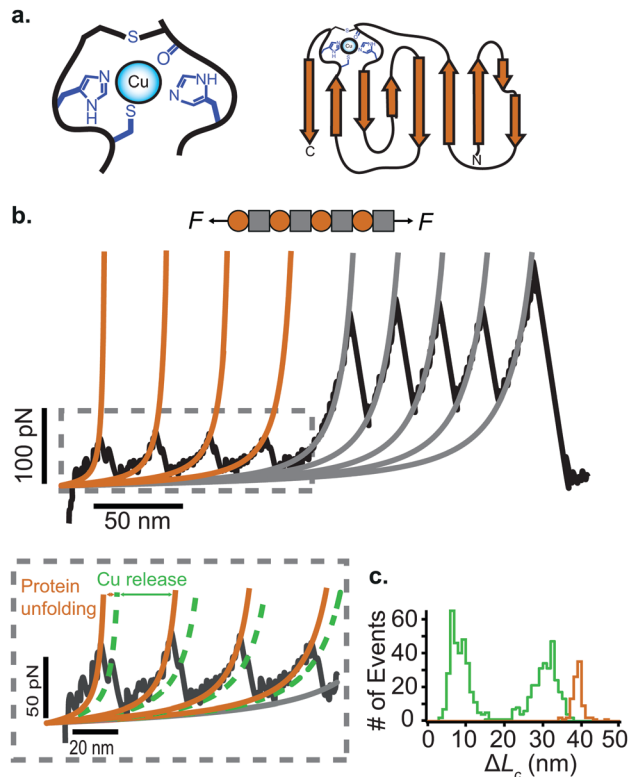 a.
S
O
N
N
H
Cu
S
NH
N
S
O
Cu
S
C
N
b.
F
F
100 pN
50 nm
Protein
unfolding
Cu release
50 pN
20 nm
c.
# of Events
60
40
20
0
0 10 20 30 40 50
ΔLc (nm)